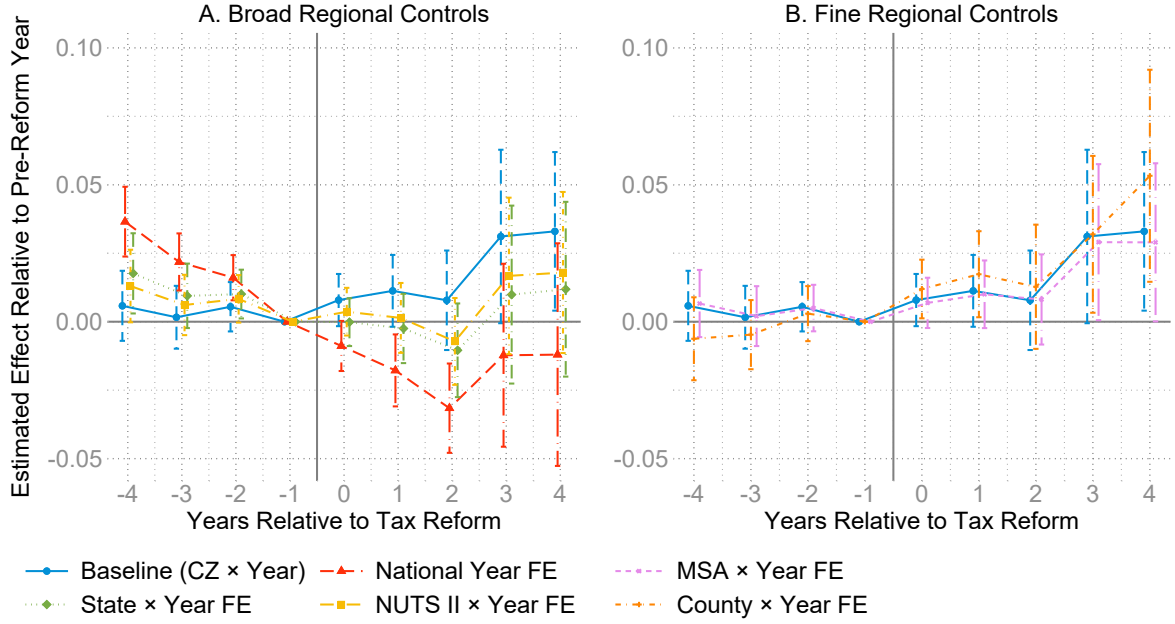 A. Broad Regional Controls
B. Fine Regional Controls
Estimated Effect Relative to Pre-Reform Year
0.10
0.05
0.00
-0.05
0.10
0.05
0.00
-0.05
-4 -3 -2 -1 0 1 2 3 4
-4 -3 -2 -1 0 1 2 3 4
Years Relative to Tax Reform
Years Relative to Tax Reform
Baseline (CZ × Year) National Year FE MSA × Year FE
State × Year FE NUTS II × Year FE County × Year FE